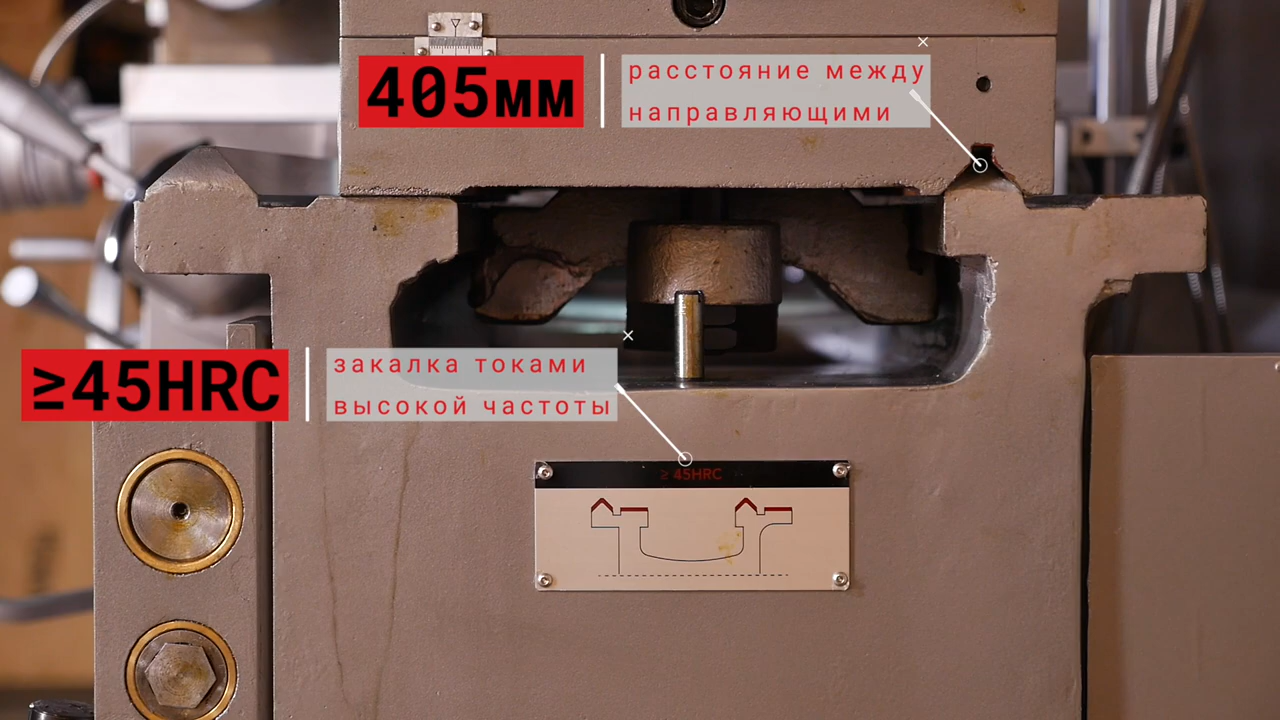 405мм
расстояние между
направляющими
≥45HRC
закалка токами
высокой частоты
≥ 45HRC